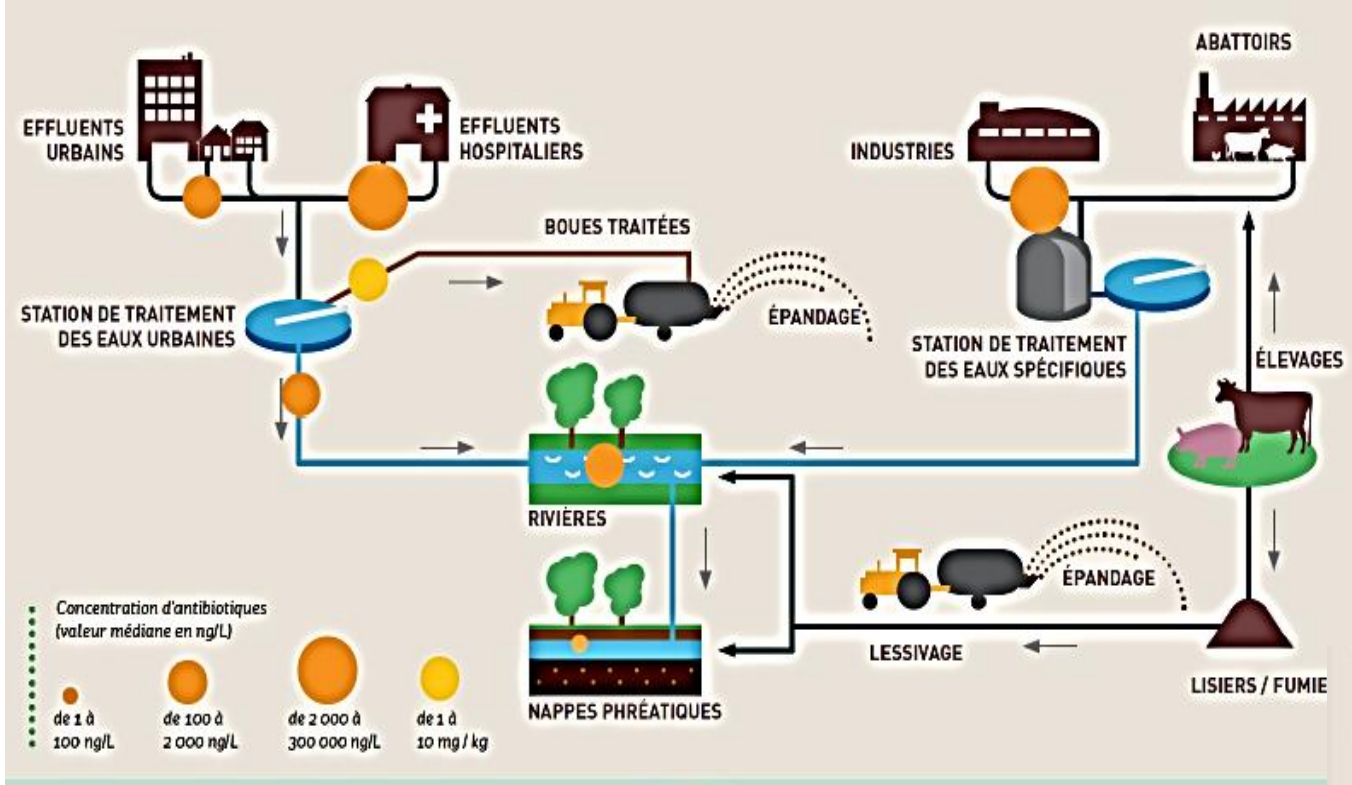 ABATTOIRS
EFFLUENTS
URBAINS
EFFLUENTS
HOSPITALIERS
INDUSTRIES
BOUES TRAITÉES
STATION DE TRAITEMENT
DES EAUX URBAINES
ÉPANDAGE
STATION DE TRAITEMENT
DES EAUX SPÉCIFIQUES
ÉLEVAGES
RIVIÈRES
ÉPANDAGE
LESSIVAGE
LISIERS / FUMIE
NAPPES PHRÉATIQUES
Concentration d'antibiotiques
(valeur médiane en ng/L)
de 1 à
100 ng/L
de 100 à
2 000 ng/L
de 2 000 à
300 000 ng/L
de 1 à
10 mg / kg